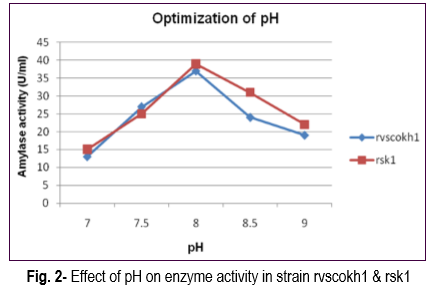 Optimization of pH
Amylase activity (U/ml)
45
40
35
30
25
20
15
10
5
0
7 7.5 8 8.5 9
pH
rvscokh1
rsk1
Fig. 2- Effect of pH on enzyme activity in strain rvscokh1 & rsk1